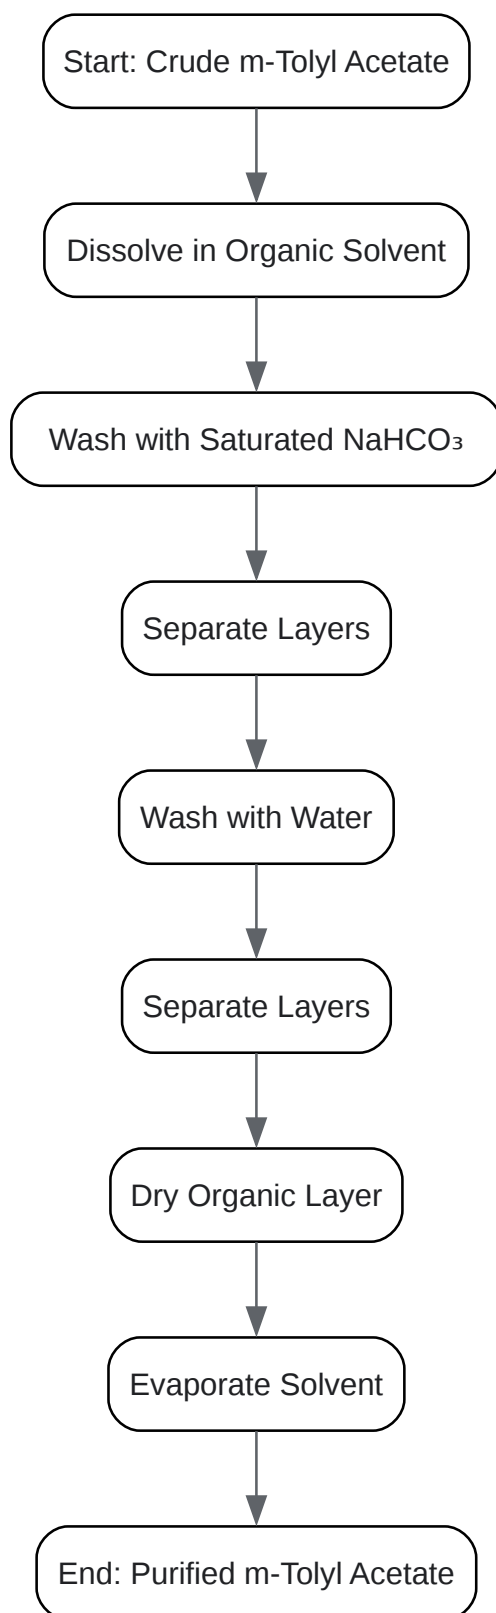 Start: Crude m-Tolyl Acetate
Dissolve in Organic Solvent
Wash with Saturated NaHCO₃
Separate Layers
Wash with Water
Separate Layers
Dry Organic Layer
Evaporate Solvent
End: Purified m-Tolyl Acetate